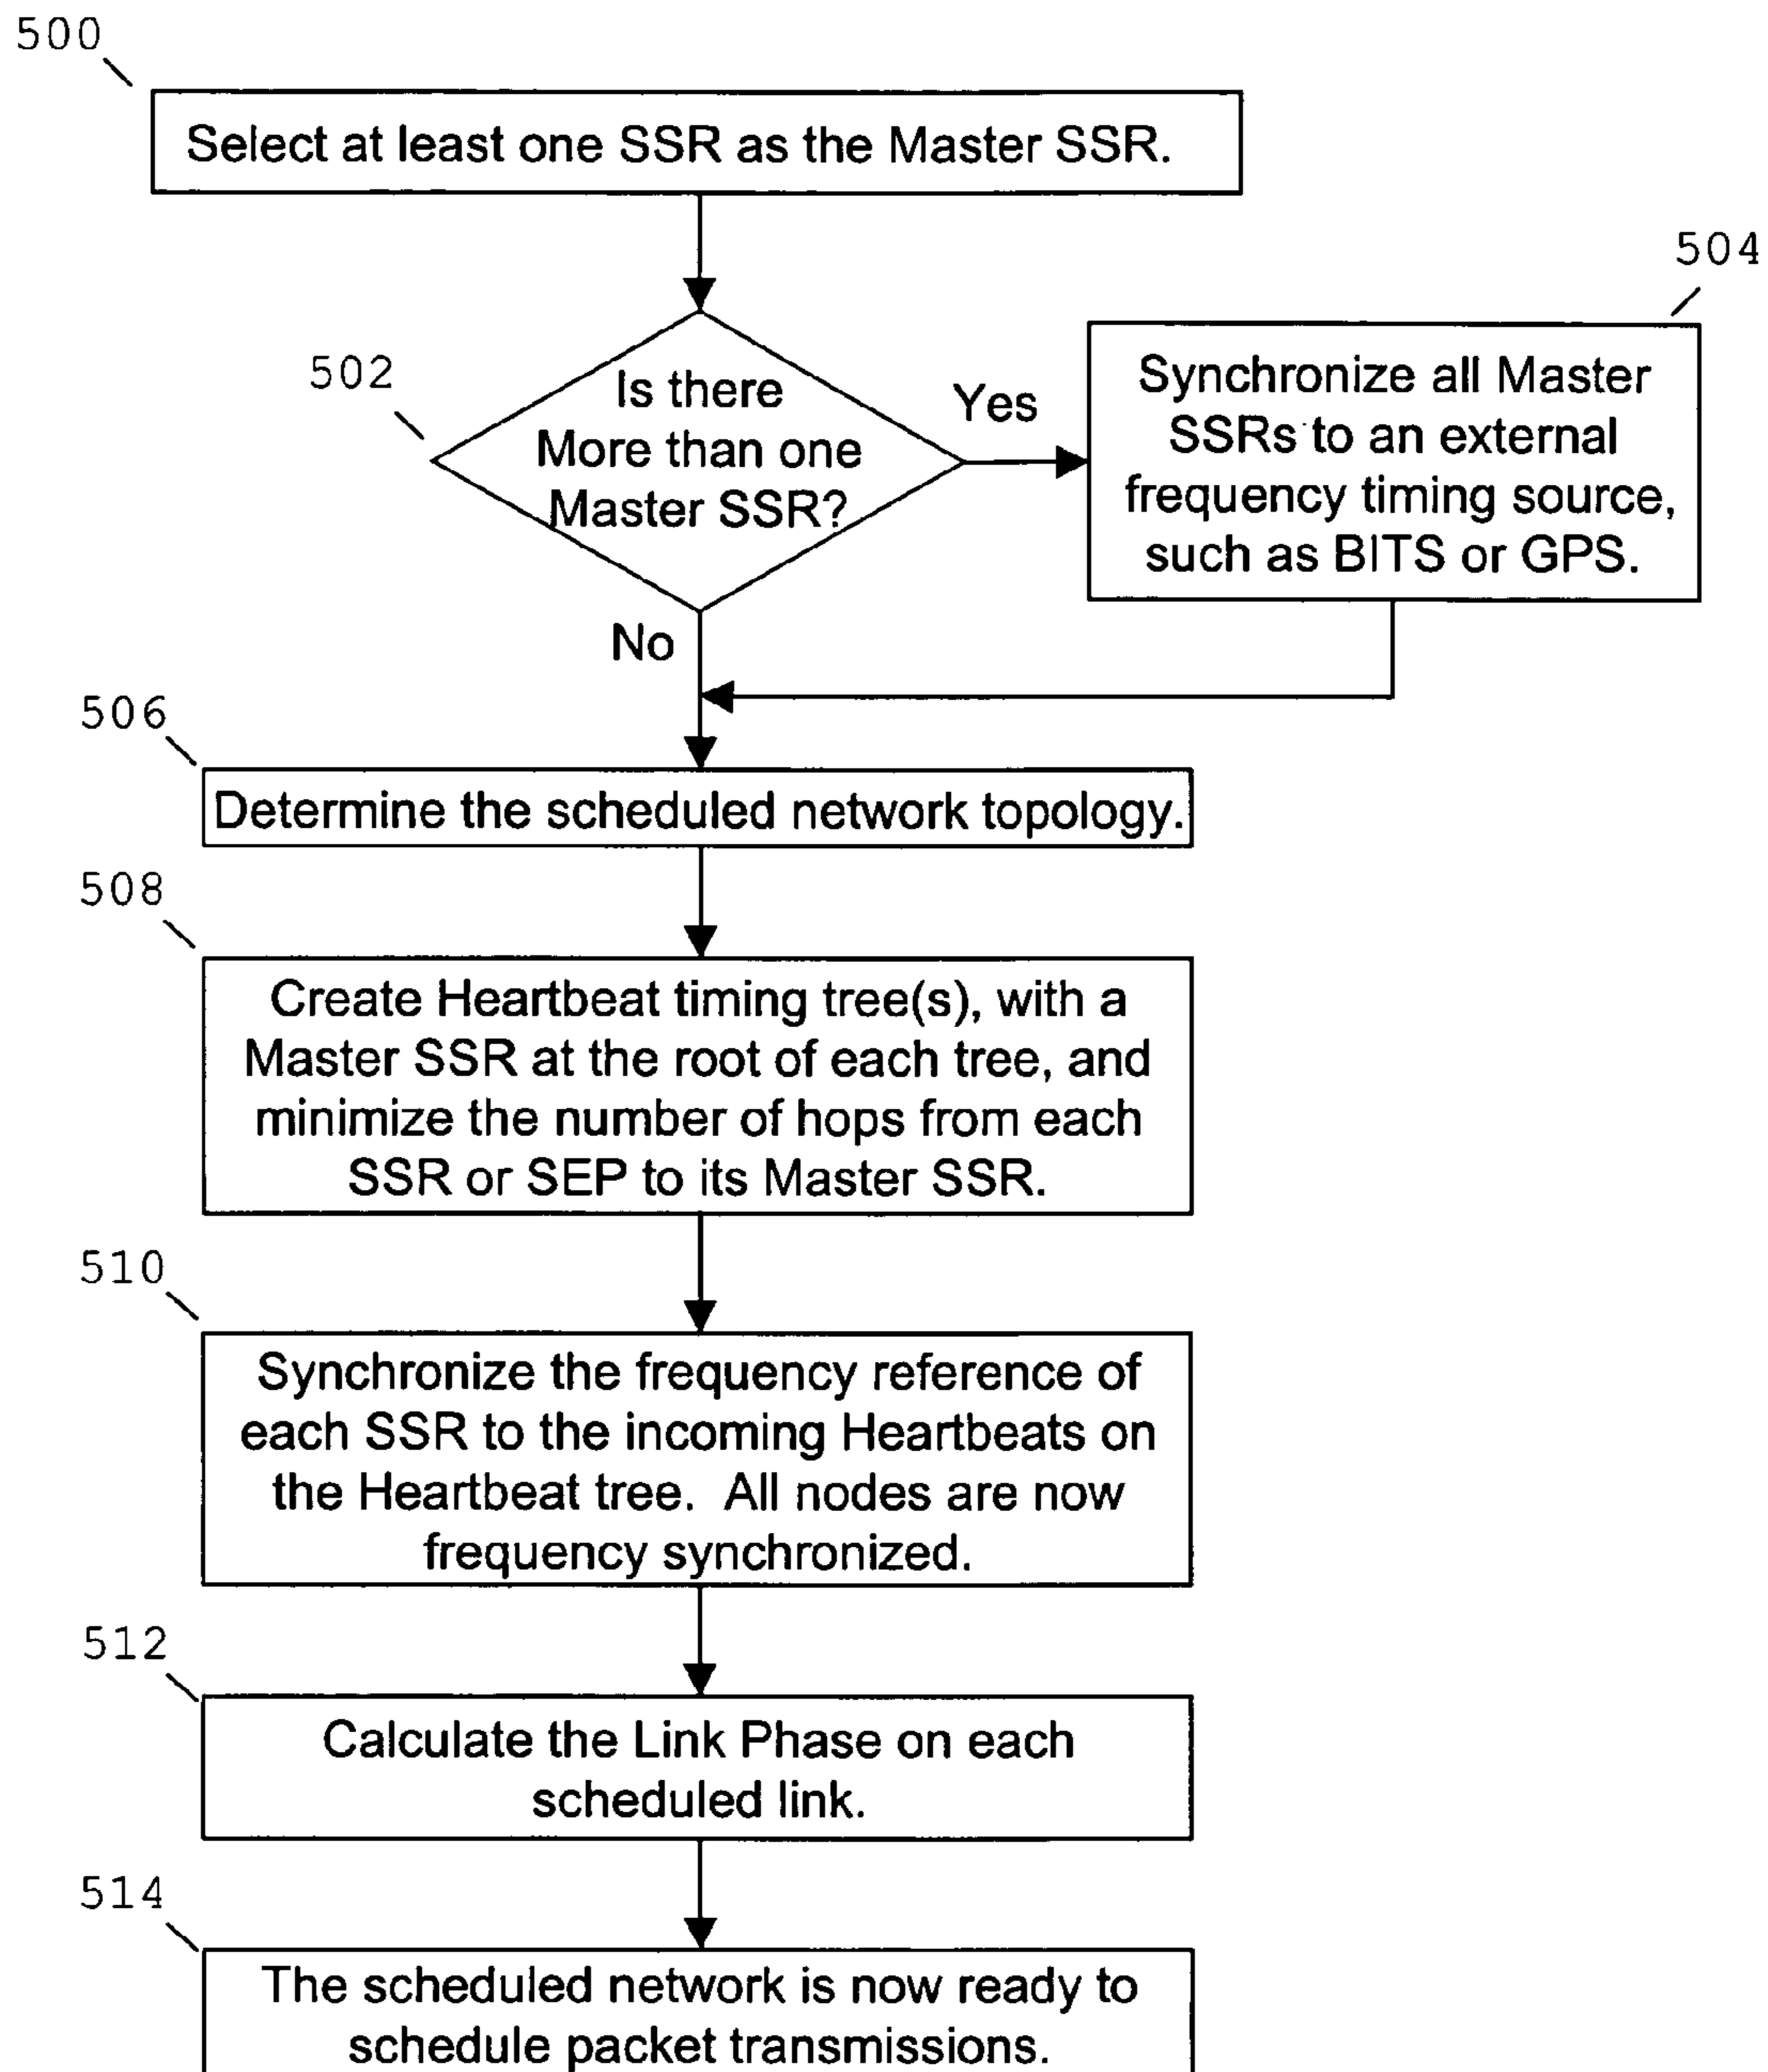 500
Select at least one SSR as the Master SSR.
504
502
Is there
More than one
Master SSR?
Yes
Synchronize all Master
SSRs to an external
frequency timing source,
such as BITS or GPS.
No
506
Determine the scheduled network topology.
508
Create Heartbeat timing tree(s), with a
Master SSR at the root of each tree, and
minimize the number of hops from each
SSR or SEP to its Master SSR.
510
Synchronize the frequency reference of
each SSR to the incoming Heartbeats on
the Heartbeat tree.  All nodes are now
frequency synchronized.
512
Calculate the Link Phase on each
scheduled link.
514
The scheduled network is now ready to
schedule packet transmissions.